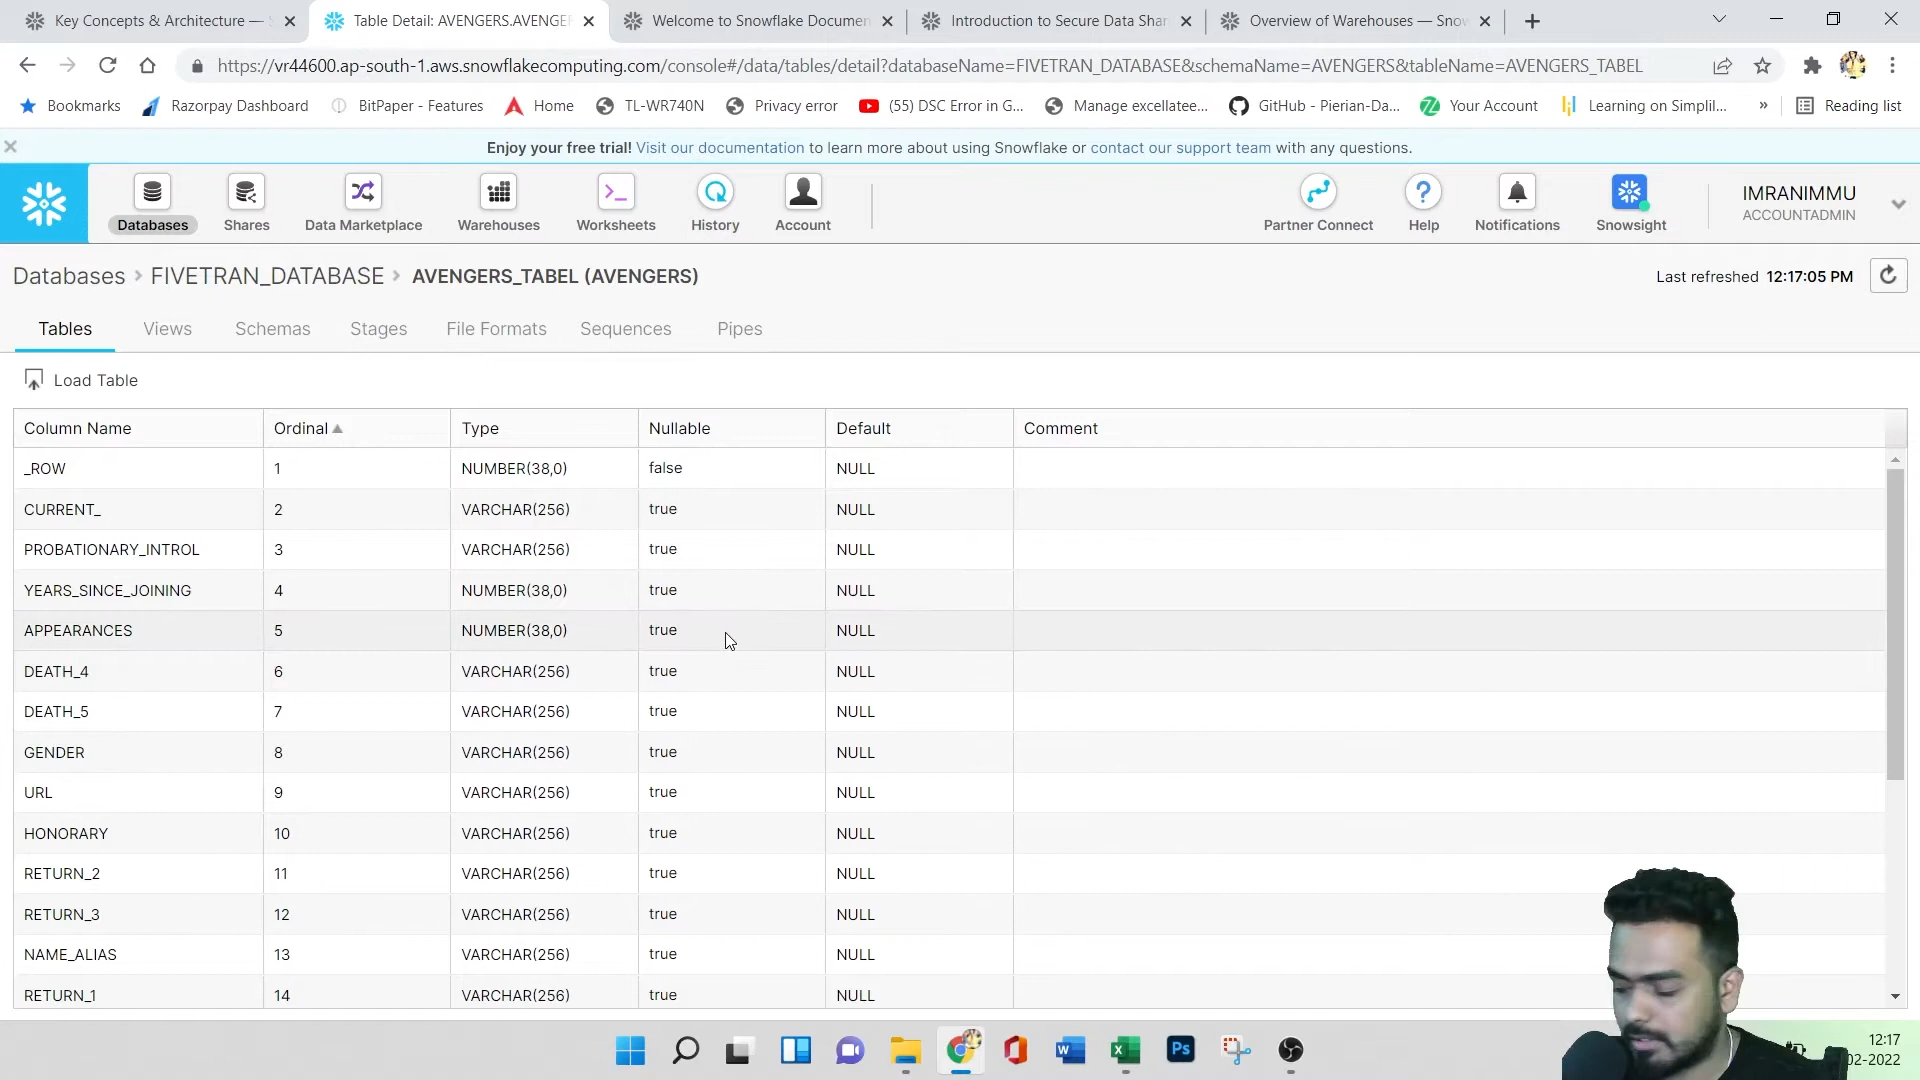 Key Concepts & Architecture —
Table Detail: AVENGERS.AVENGER
Welcome to Snowflake Documen
Introduction to Secure Data Shar
Overview of Warehouses — Snow
https://vr44600.ap-south-1.aws.snowflakecomputing.com/console#/data/tables/detail?databaseName=FIVETRAN_DATABASE&schemaName=AVENGERS&tableName=AVENGERS_TABEL
Bookmarks Razorpay Dashboard BitPaper - Features Home TL-WR740N Privacy error (55) DSC Error in G... Manage excellatee... GitHub - Pierian-Da... Your Account Learning on Simplil... » Reading list
Enjoy your free trial! Visit our documentation to learn more about using Snowflake or contact our support team with any questions.
Databases Shares Data Marketplace Warehouses Worksheets History Account Partner Connect Help Notifications Snowsight
IMRANIMMU
ACCOUNTADMIN
Databases > FIVETRAN_DATABASE > AVENGERS_TABEL (AVENGERS)
Last refreshed 12:17:05 PM
Tables Views Schemas Stages File Formats Sequences Pipes
Load Table
Column Name Ordinal Type Nullable Default Comment
_ROW 1 NUMBER(38,0) false NULL
CURRENT_ 2 VARCHAR(256) true NULL
PROBATIONARY_INTROL 3 VARCHAR(256) true NULL
YEARS_SINCE_JOINING 4 NUMBER(38,0) true NULL
APPEARANCES 5 NUMBER(38,0) true NULL
DEATH_4 6 VARCHAR(256) true NULL
DEATH_5 7 VARCHAR(256) true NULL
GENDER 8 VARCHAR(256) true NULL
URL 9 VARCHAR(256) true NULL
HONORARY 10 VARCHAR(256) true NULL
RETURN_2 11 VARCHAR(256) true NULL
RETURN_3 12 VARCHAR(256) true NULL
NAME_ALIAS 13 VARCHAR(256) true NULL
RETURN_1 14 VARCHAR(256) true NULL
Ps
12:17
02-2022